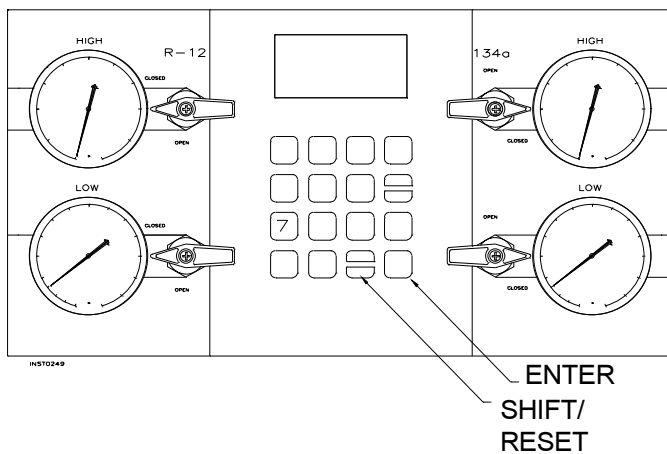 HIGH
R-12
CLOSED
OPEN
LOW
CLOSED
OPEN
7
134a
HIGH
OPEN
CLOSED
LOW
OPEN
CLOSED
INST0249
ENTER
SHIFT/
RESET